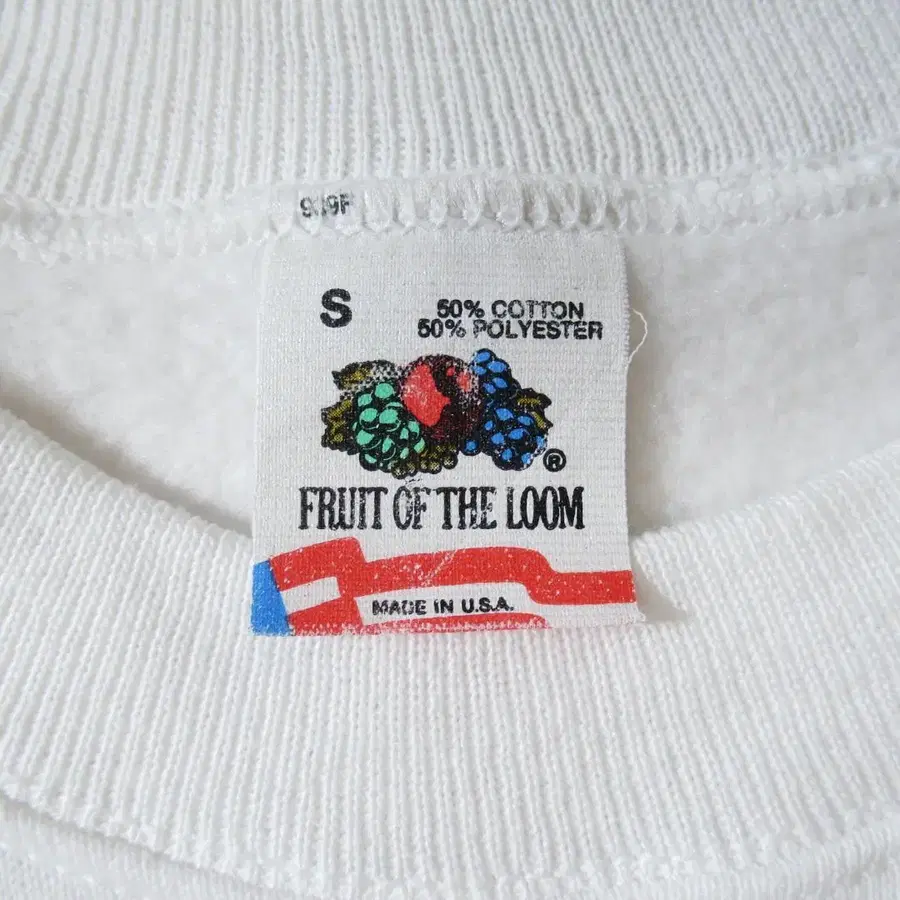 S
50% COTTON
50% POLYESTER
®
FRUIT OF THE LOOM
MADE IN U.S.A.